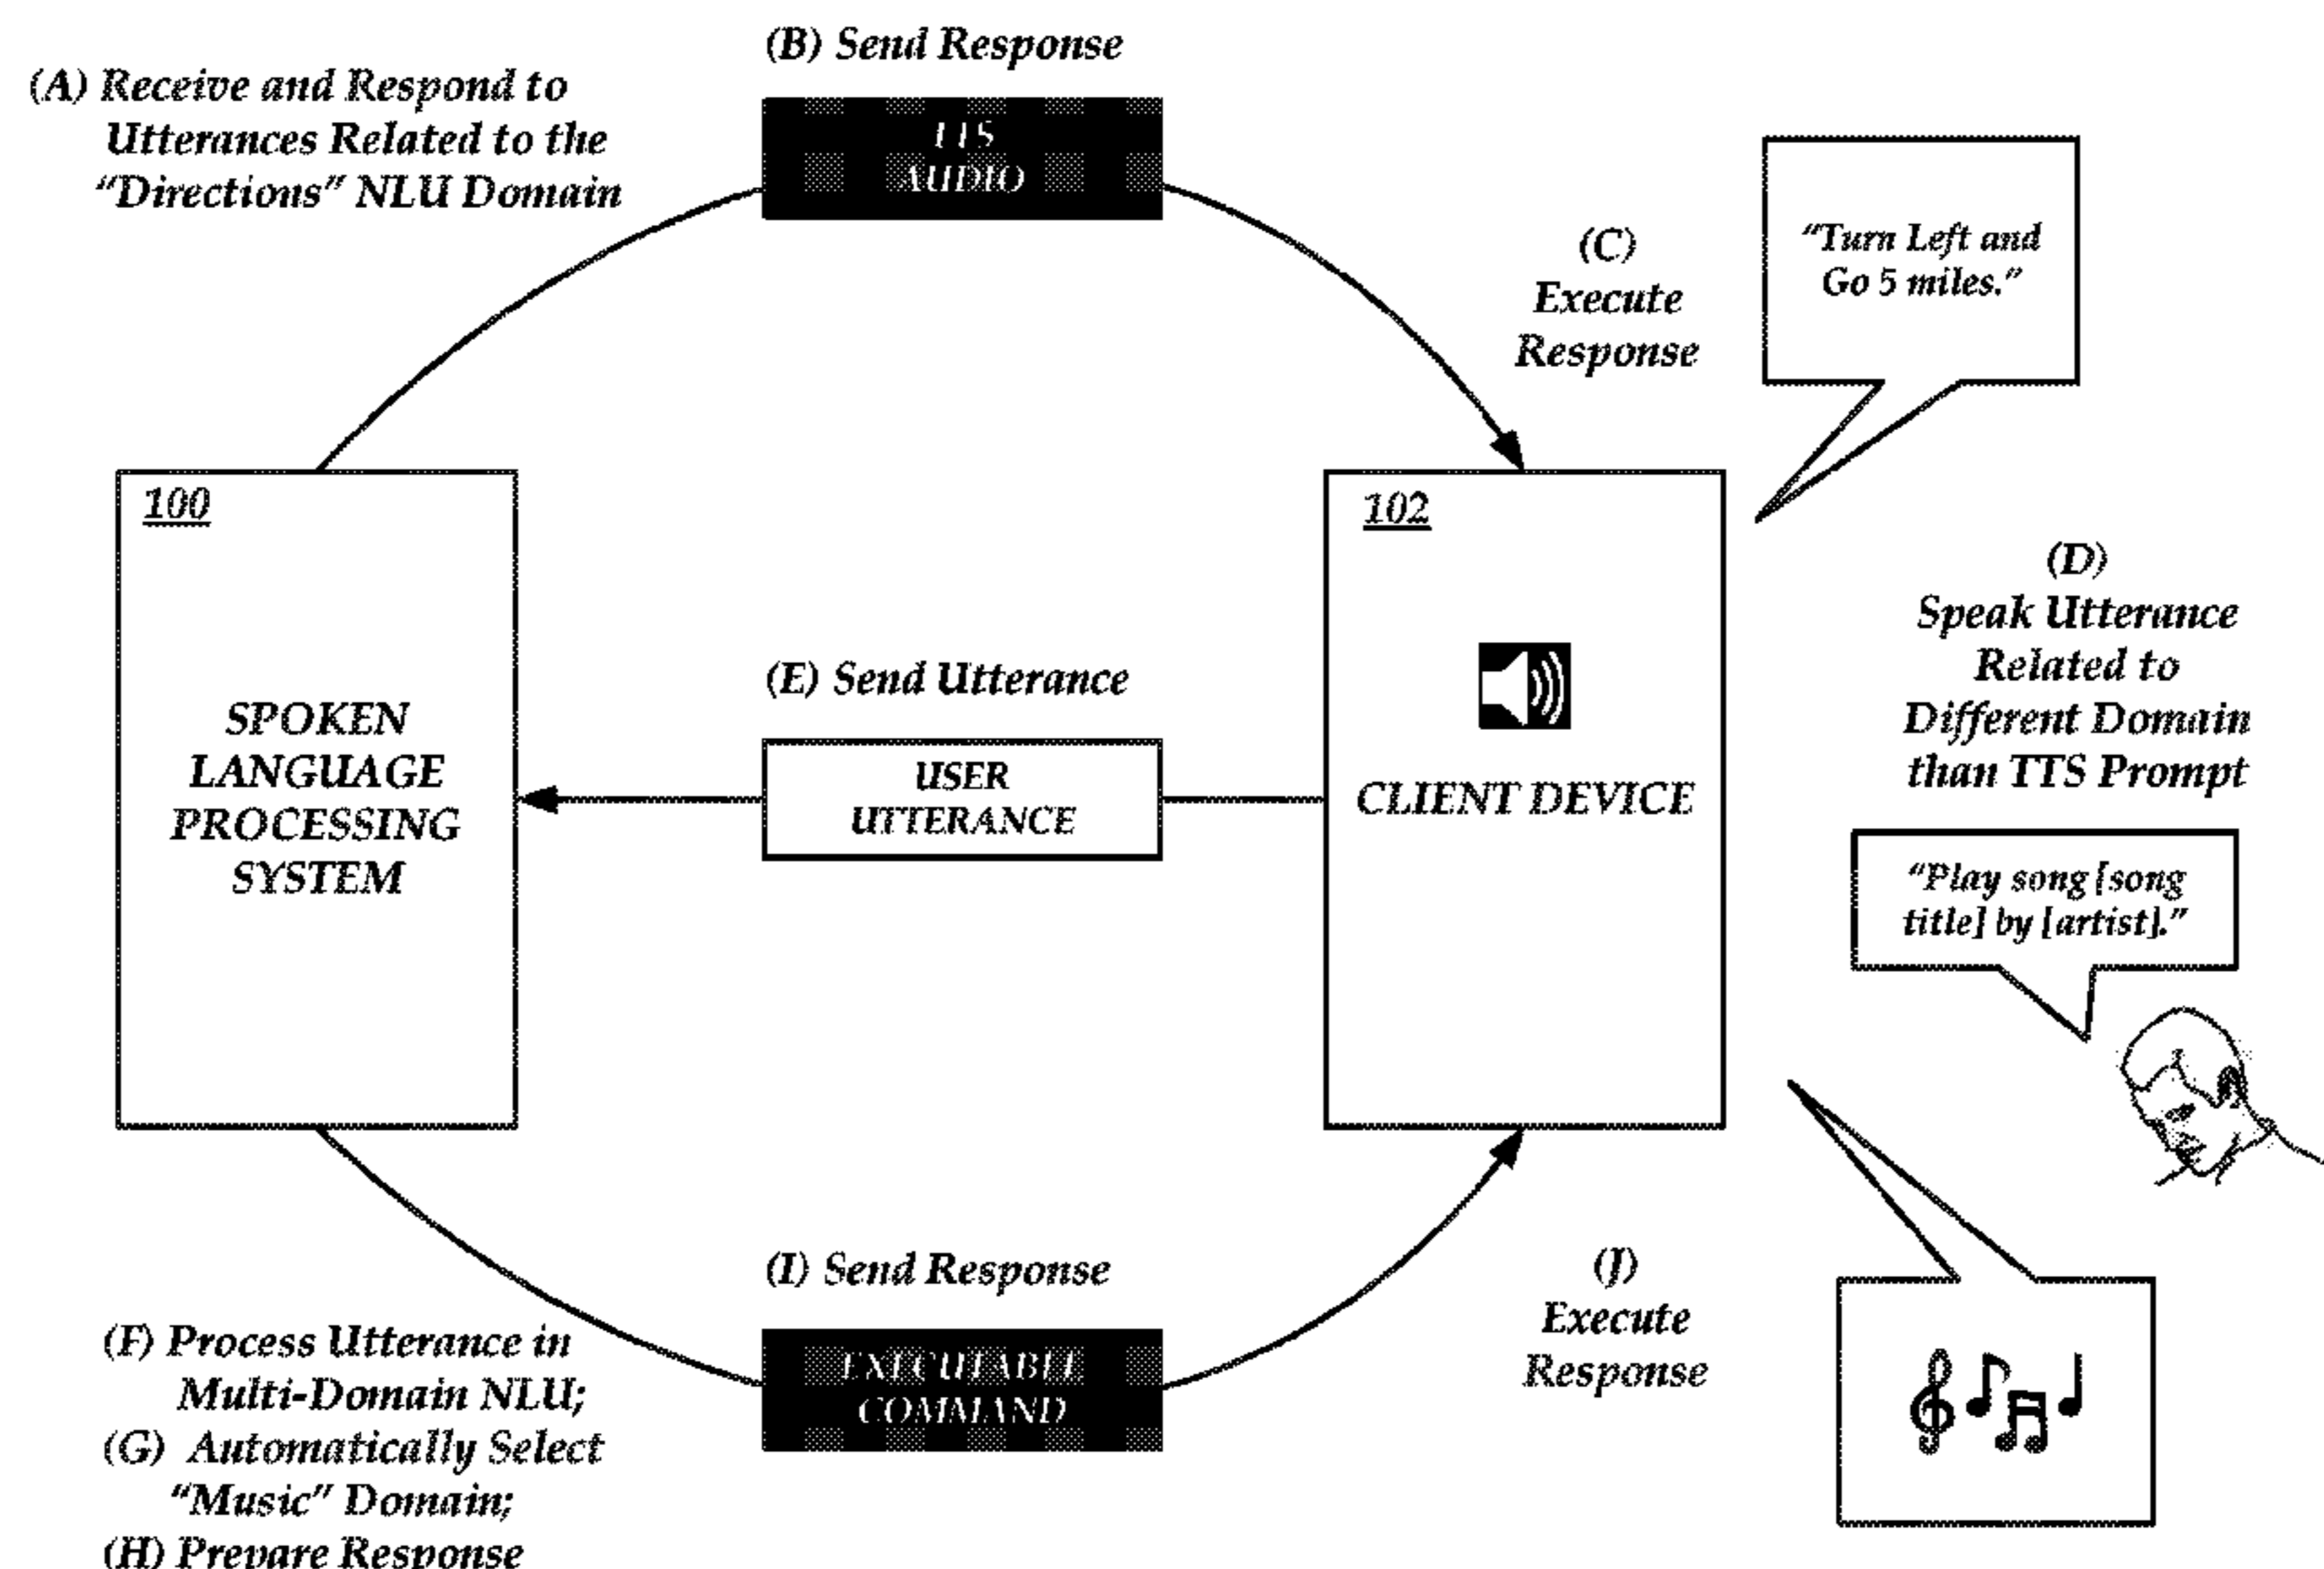 (A) Receive and Respond to
Utterances Related to the
“Directions” NLU Domain
(B) Send Response
TTS
AUDIO
(C)
Execute
Response
“Turn Left and
Go 5 miles.”
100
SPOKEN
LANGUAGE
PROCESSING
SYSTEM
(E) Send Utterance
USER
UTTERANCE
102
CLIENT DEVICE
(D)
Speak Utterance
Related to
Different Domain
than TTS Prompt
“Play song [song
title] by [artist].”
(F) Process Utterance in
Multi-Domain NLU;
(G) Automatically Select
“Music” Domain;
(H) Prepare Response
(I) Send Response
EXECUTABLE
COMMAND
(J)
Execute
Response